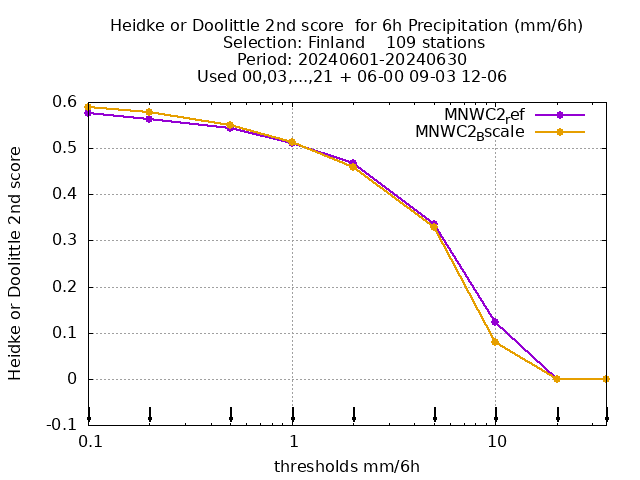 Heidke or Doolittle 2nd score  for 6h Precipitation (mm/6h)
Selection: Finland    109 stations
Period: 20240601-20240630
Used 00,03,...,21 + 06-00 09-03 12-06
MNWC2ref
MNWC2Bscale
Heidke or Doolittle 2nd score
0.6
0.5
0.4
0.3
0.2
0.1
0
-0.1
0.1 1 10
thresholds mm/6h